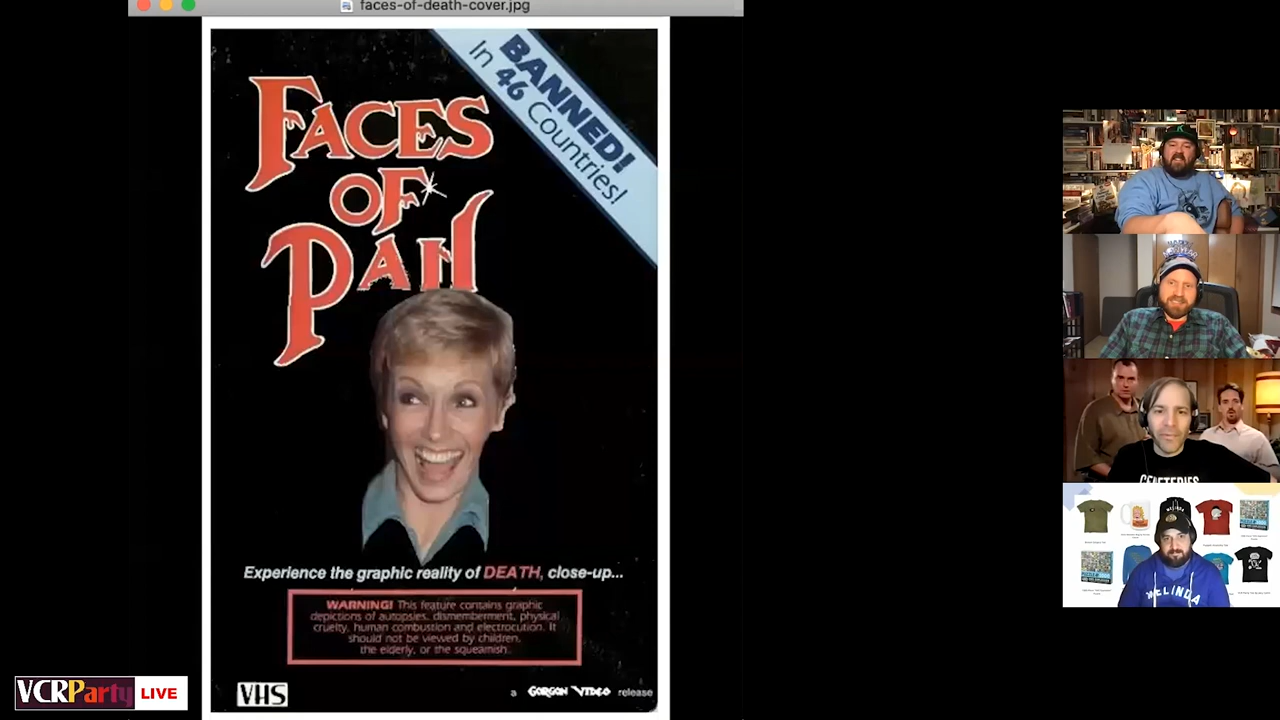 faces-of-death-cover.jpg
BANNED!
In 46 Countries!
FACES
OF
PAN
Experience the graphic reality of DEATH, close-up...
WARNING! This feature contains graphic
depictions of autopsies, dismemberment, physical
cruelty, human combustion and electrocution. It
should not be viewed by children,
the elderly, or the squeamish.
VHS
a GORGON VIDEO release
VCRParty LIVE
MELINDA